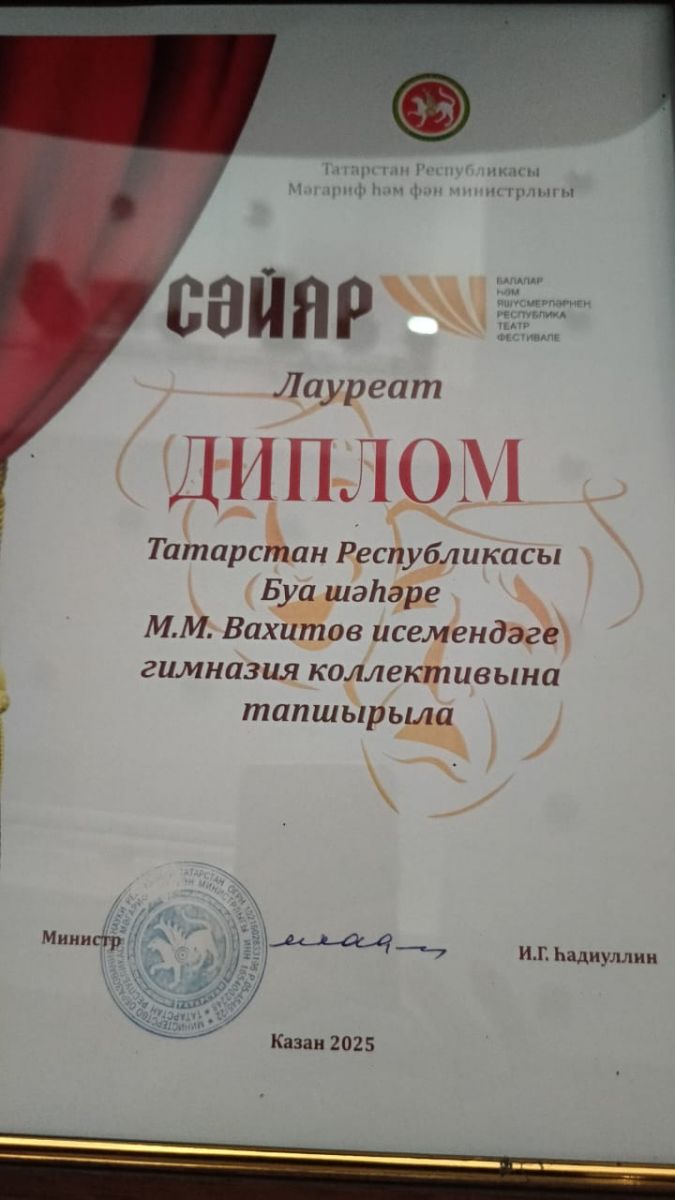 Татарстан Республикасы
Мәгариф һәм фән министрлыгы
СӘЙЯР
БАЛАЛАР
ҺӘМ
ЯШҮСМЕРЛӘРНЕҢ
РЕСПУБЛИКА
ТЕАТР
ФЕСТИВАЛЕ
Лауреат
ДИПЛОМ
Татарстан Республикасы
Буа шәһәре
М.М. Вахитов исемендәге
гимназия коллективына
тапшырыла
Министр
И.Г. Һадиуллин
Казан 2025